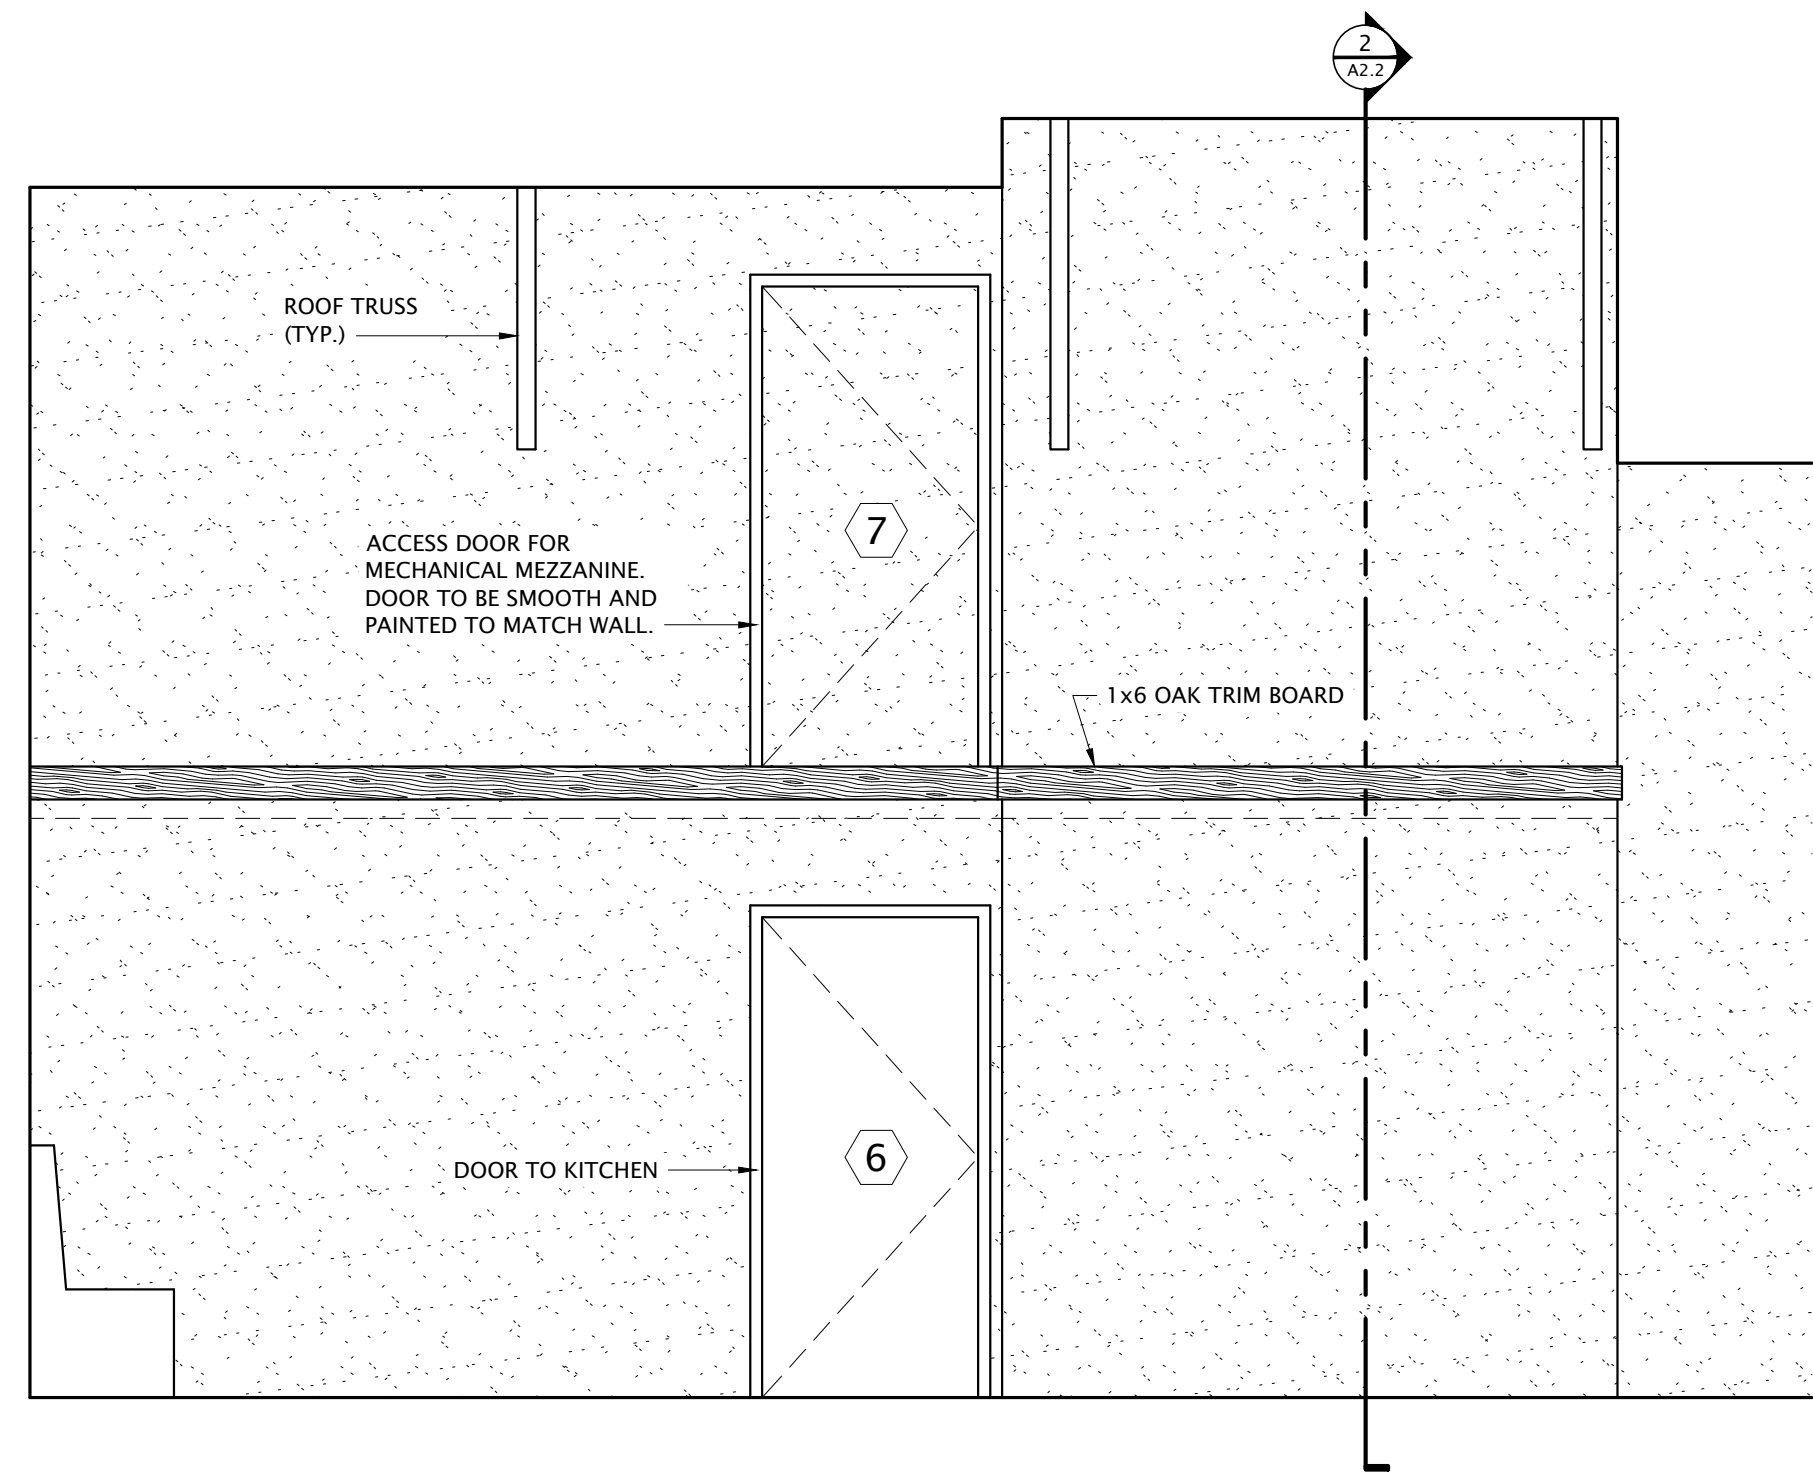 2
A2.2
ROOF TRUSS
(TYP.)
7
ACCESS DOOR FOR
MECHANICAL MEZZANINE.
DOOR TO BE SMOOTH AND
PAINTED TO MATCH WALL.
1x6 OAK TRIM BOARD
DOOR TO KITCHEN
6